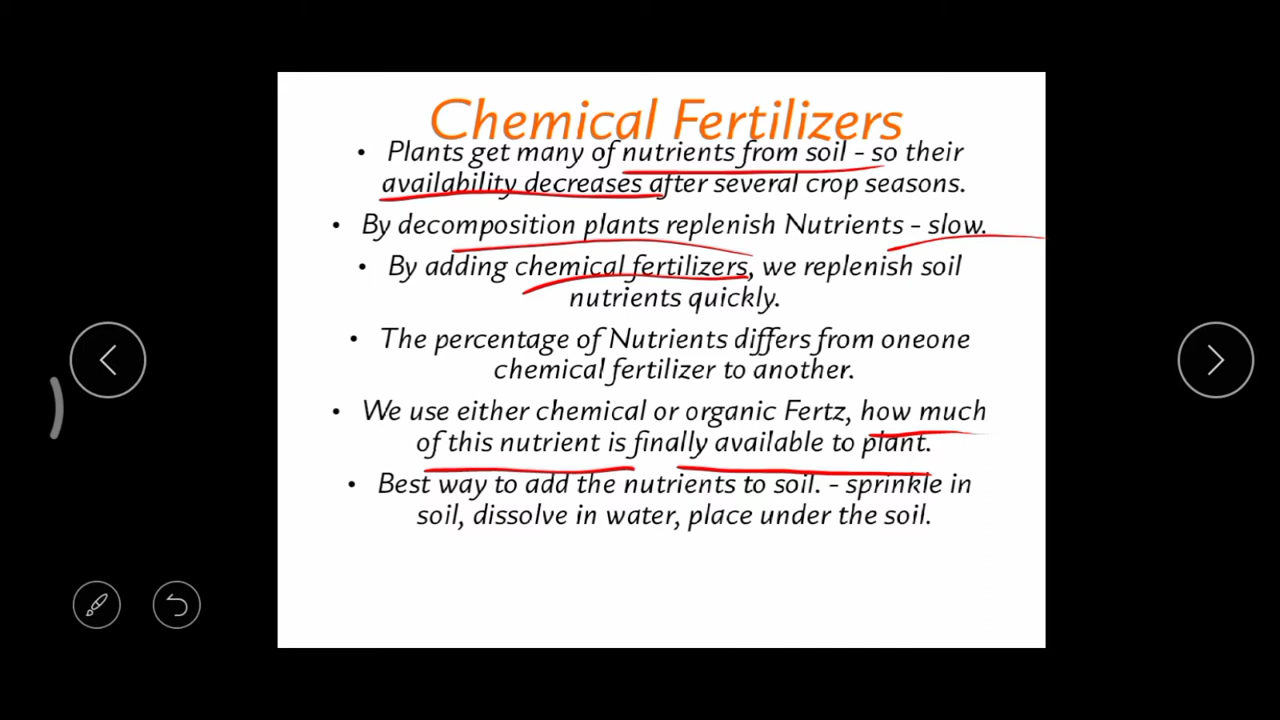 Chemical Fertilizers
• Plants get many of nutrients from soil - so their
availability decreases after several crop seasons.
• By decomposition plants replenish Nutrients - slow.
• By adding chemical fertilizers, we replenish soil
nutrients quickly.
• The percentage of Nutrients differs from oneone
chemical fertilizer to another.
• We use either chemical or organic Fertz, how much
of this nutrient is finally available to plant.
• Best way to add the nutrients to soil. - sprinkle in
soil, dissolve in water, place under the soil.